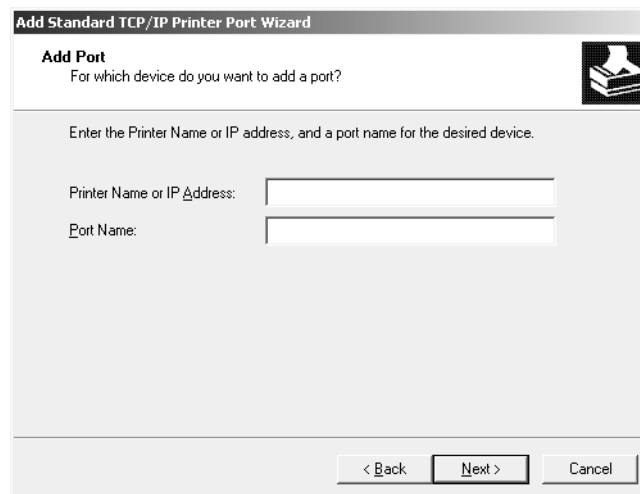 Add Standard TCP/IP Printer Port Wizard
Add Port
For which device do you want to add a port?
Enter the Printer Name or IP address, and a port name for the desired device.
Printer Name or IP Address:
Port Name:
< Back Next > Cancel